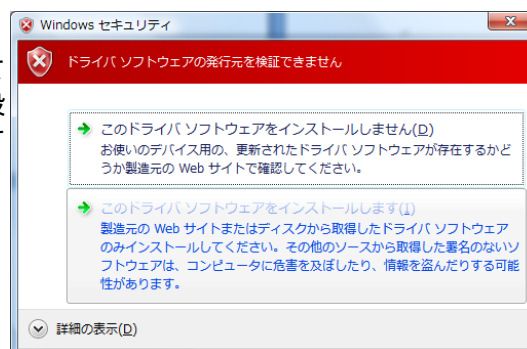 Windows セキュリティ
ドライバ ソフトウェアの発行元を検証できません
このドライバ ソフトウェアをインストールしません(D)
お使いのデバイス用の、更新されたドライバ ソフトウェアが存在するかど
うか製造元の Web サイトで確認してください。
このドライバ ソフトウェアをインストールします(I)
製造元の Web サイトまたはディスクから取得したドライバ ソフトウェア
のみインストールしてください。その他のソースから取得した署名のないソ
フトウェアは、コンピュータに危害を及ぼしたり、情報を盗んだりする可能
性があります。
詳細の表示(D)